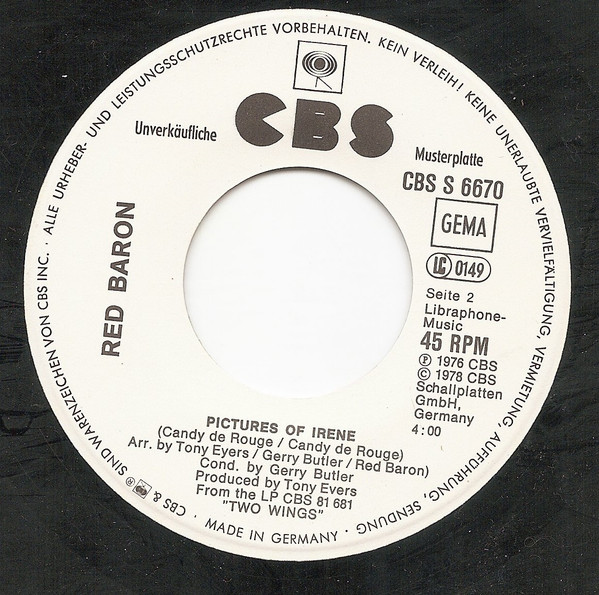 ALLE URHEBER- UND LEISTUNGSSCHUTZRECHTE VORBEHALTEN. KEIN VERLEIH! KEINE UNERLAUBTE VERVIELFÄLTIGUNG, VERMIETUNG, AUFFÜHRUNG, SENDUNG
CBS
Unverkäufliche
Musterplatte
CBS S 6670
GEMA
LC 0149
RED BARON
Seite 2
Libraphone-
Music
45 RPM
℗ 1976 CBS
© 1978 CBS
Schallplatten
GmbH,
Germany
4:00
PICTURES OF IRENE
(Candy de Rouge / Candy de Rouge)
Arr. by Tony Eyers / Gerry Butler / Red Baron)
Cond. by Gerry Butler
Produced by Tony Evers
From the LP CBS 81 681
"TWO WINGS"
· MADE IN GERMANY ·
CBS & SIND WARENZEICHEN VON CBS INC. ·